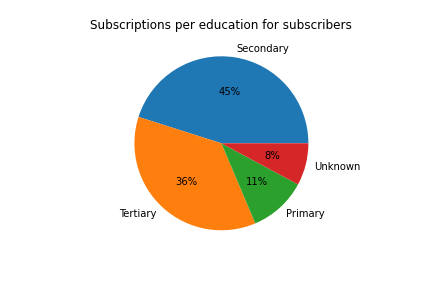 Subscriptions per education for subscribers
Secondary
45%
8%
Unknown
36%
11%
Tertiary
Primary